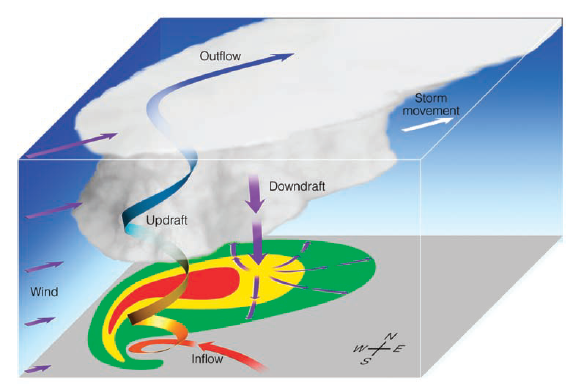 Outflow
Storm
movement
Downdraft
Updraft
Wind
Inflow
N
W E
S